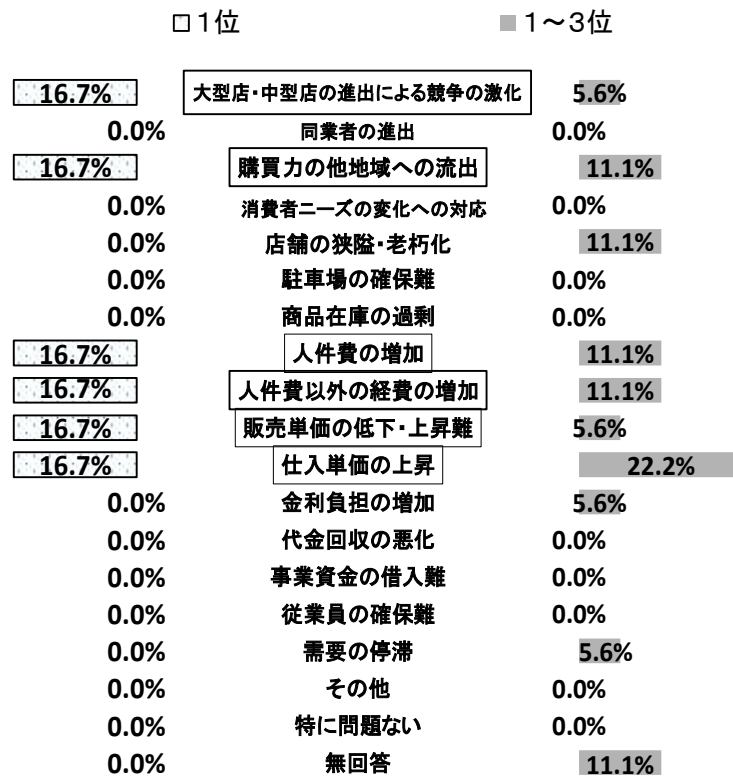 □1位 ■1～3位
16.7% 大型店・中型店の進出による競争の激化 5.6%
0.0% 同業者の進出 0.0%
16.7% 購買力の他地域への流出 11.1%
0.0% 消費者ニーズの変化への対応 0.0%
0.0% 店舗の狭隘・老朽化 11.1%
0.0% 駐車場の確保難 0.0%
0.0% 商品在庫の過剰 0.0%
16.7% 人件費の増加 11.1%
16.7% 人件費以外の経費の増加 11.1%
16.7% 販売単価の低下・上昇難 5.6%
16.7% 仕入単価の上昇 22.2%
0.0% 金利負担の増加 5.6%
0.0% 代金回収の悪化 0.0%
0.0% 事業資金の借入難 0.0%
0.0% 従業員の確保難 0.0%
0.0% 需要の停滞 5.6%
0.0% その他 0.0%
0.0% 特に問題ない 0.0%
0.0% 無回答 11.1%